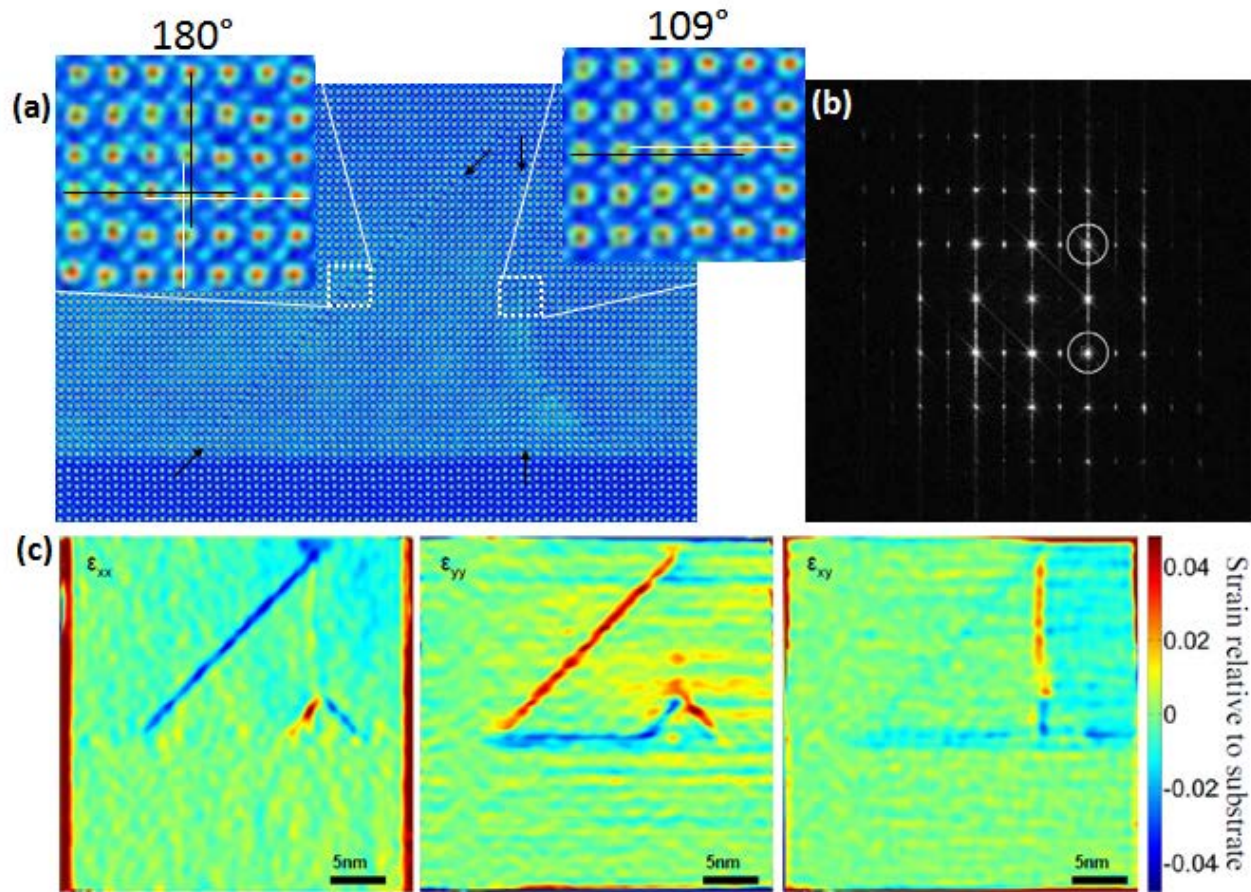 180°
109°
(a)
(b)
(c)
εxx
εyy
εxy
5nm
5nm
5nm
0.04
0.02
0
-0.02
-0.04
Strain relative to substrate